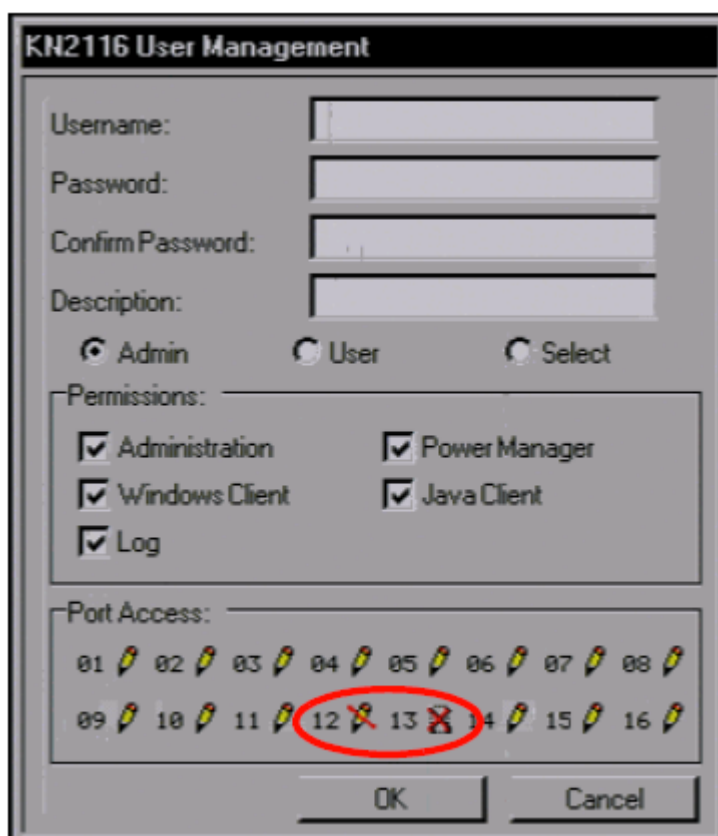 KN2116 User Management
Username:
Password:
Confirm Password:
Description:
Admin User Select
Permissions:
Administration Power Manager
Windows Client Java Client
Log
Port Access:
01 02 03 04 05 06 07 08
09 10 11 12 13 14 15 16
OK Cancel